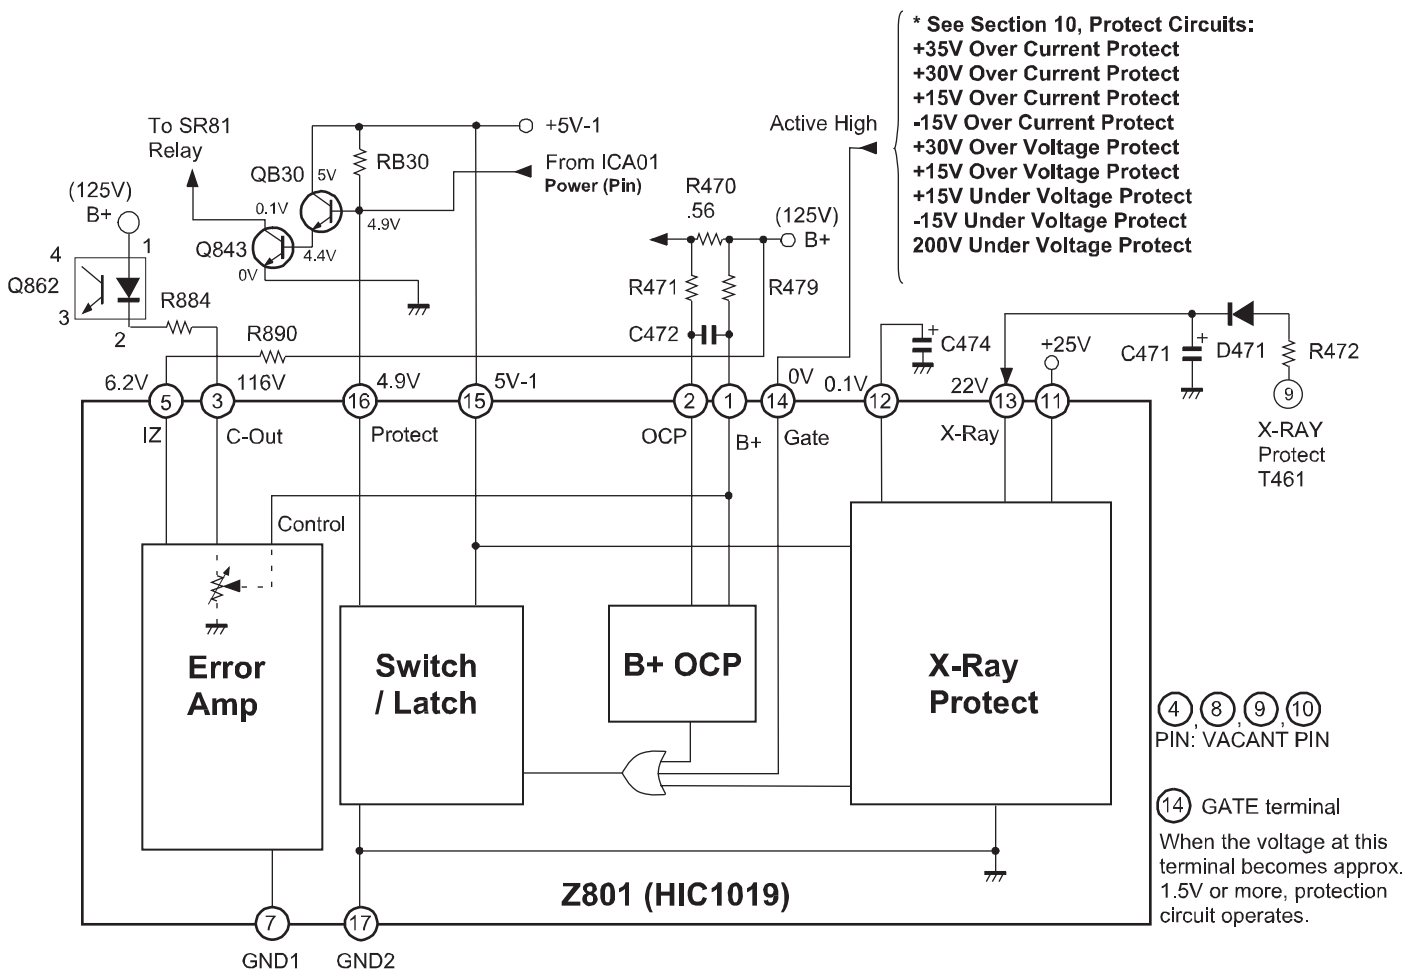 * See Section 10, Protect Circuits:
+35V Over Current Protect
+30V Over Current Protect
+15V Over Current Protect
-15V Over Current Protect
+30V Over Voltage Protect
+15V Over Voltage Protect
+15V Under Voltage Protect
-15V Under Voltage Protect
200V Under Voltage Protect
Active High
To SR81
Relay
+5V-1
RB30
From ICA01
Power (Pin)
QB30
5V
4.9V
0.1V
Q843
4.4V
0V
(125V)
B+
4
1
Q862
3
2
R884
R890
R470
.56
(125V)
B+
R471
R479
C472
C474
+25V
C471
D471
R472
9
X-RAY
Protect
T461
6.2V
116V
4.9V
5V-1
0V
0.1V
22V
5
3
16
15
2
1
14
12
13
11
IZ
C-Out
Protect
OCP
B+
Gate
X-Ray
Control
Error
Amp
Switch
/ Latch
B+ OCP
X-Ray
Protect
4 , 8 , 9 , 10
PIN: VACANT PIN
14 GATE terminal
When the voltage at this
terminal becomes approx.
1.5V or more, protection
circuit operates.
Z801 (HIC1019)
7
17
GND1
GND2